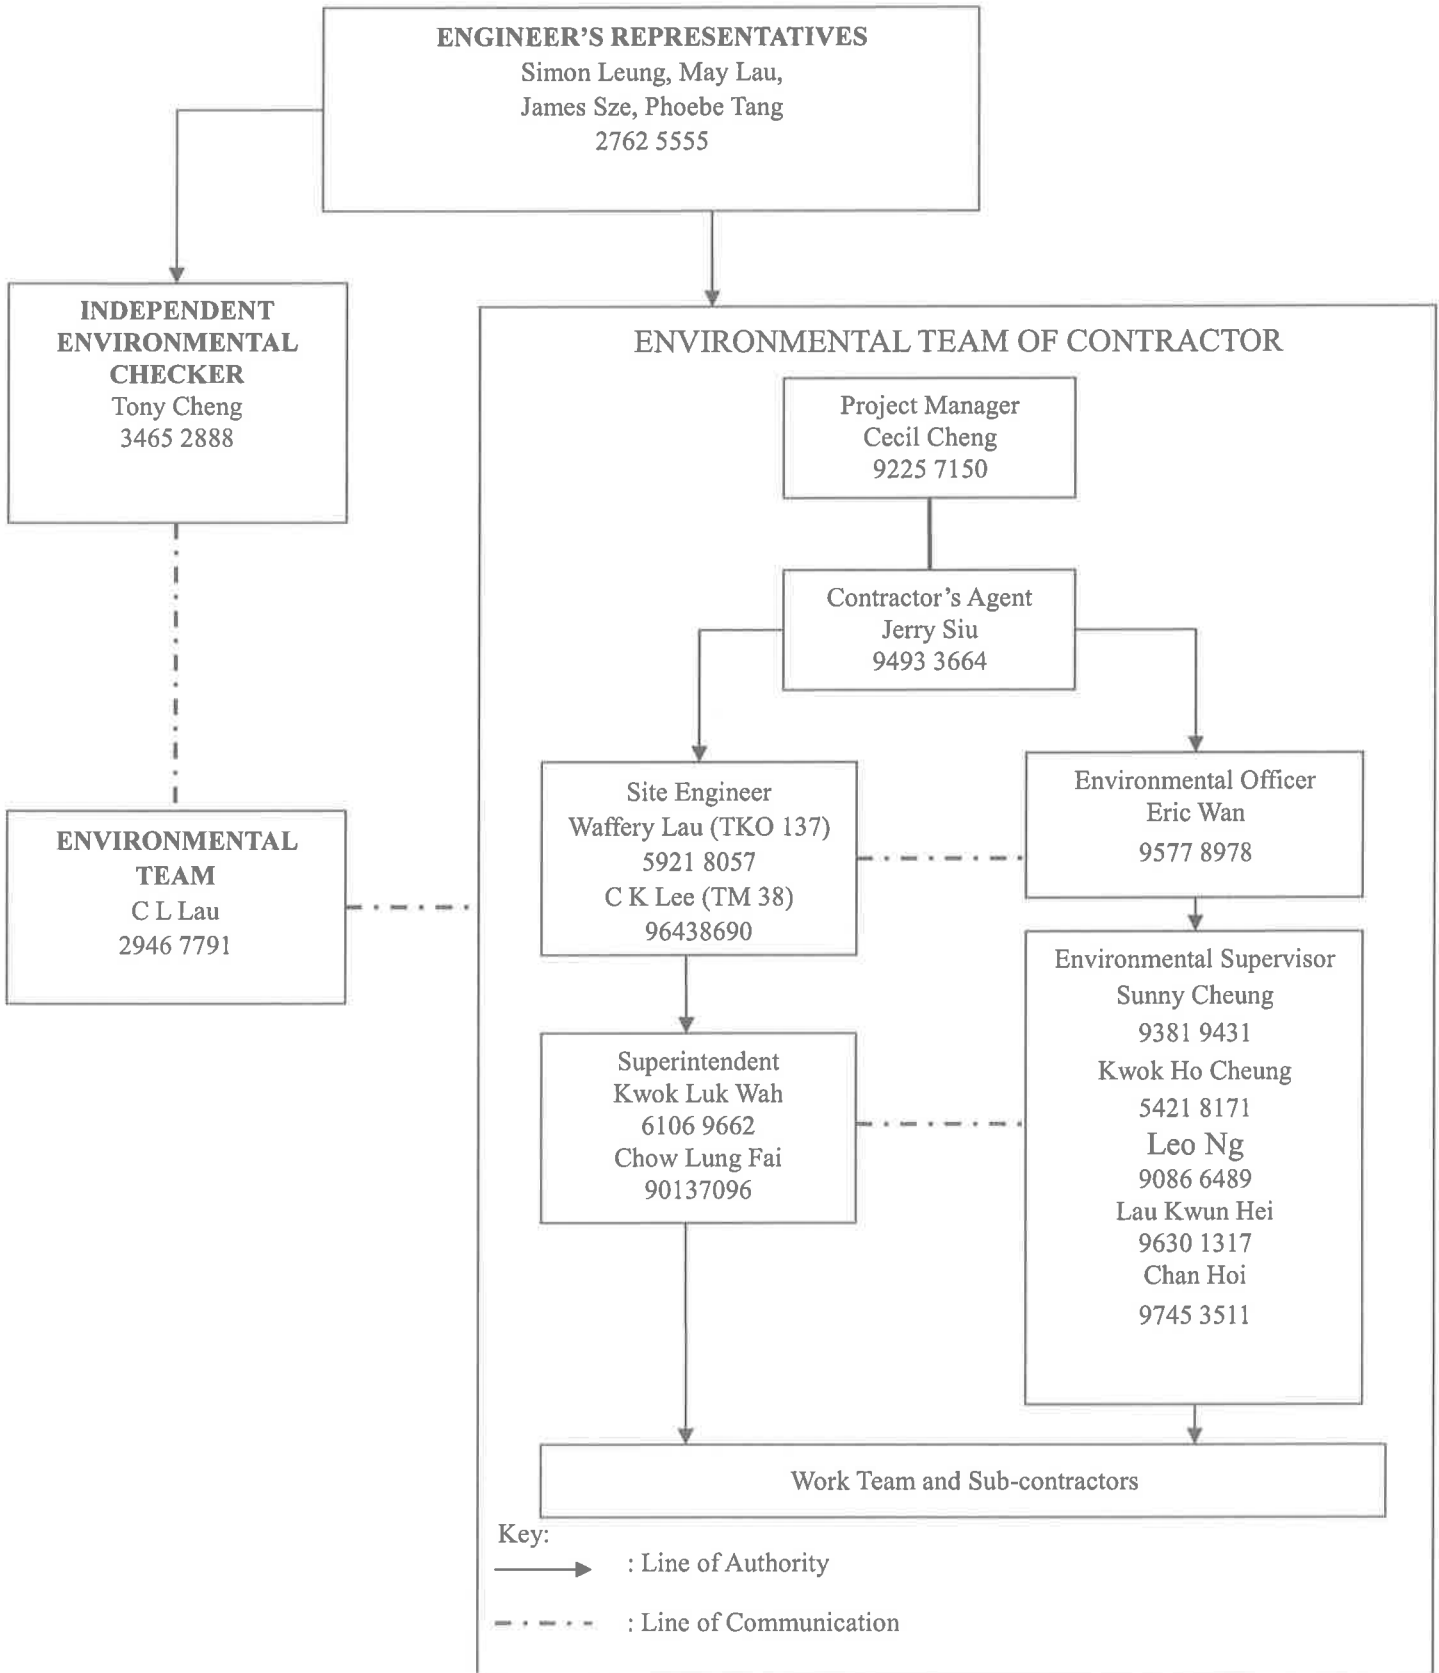 ENGINEER'S REPRESENTATIVES
Simon Leung, May Lau,
James Sze, Phoebe Tang
2762 5555
INDEPENDENT
ENVIRONMENTAL
CHECKER
Tony Cheng
3465 2888
ENVIRONMENTAL
TEAM
C L Lau
2946 7791
ENVIRONMENTAL TEAM OF CONTRACTOR
Project Manager
Cecil Cheng
9225 7150
Contractor's Agent
Jerry Siu
9493 3664
Site Engineer
Waffery Lau (TKO 137)
5921 8057
C K Lee (TM 38)
96438690
Environmental Officer
Eric Wan
9577 8978
Superintendent
Kwok Luk Wah
6106 9662
Chow Lung Fai
90137096
Environmental Supervisor
Sunny Cheung
9381 9431
Kwok Ho Cheung
5421 8171
Leo Ng
9086 6489
Lau Kwun Hei
9630 1317
Chan Hoi
9745 3511
Work Team and Sub-contractors
Key:
: Line of Authority
: Line of Communication